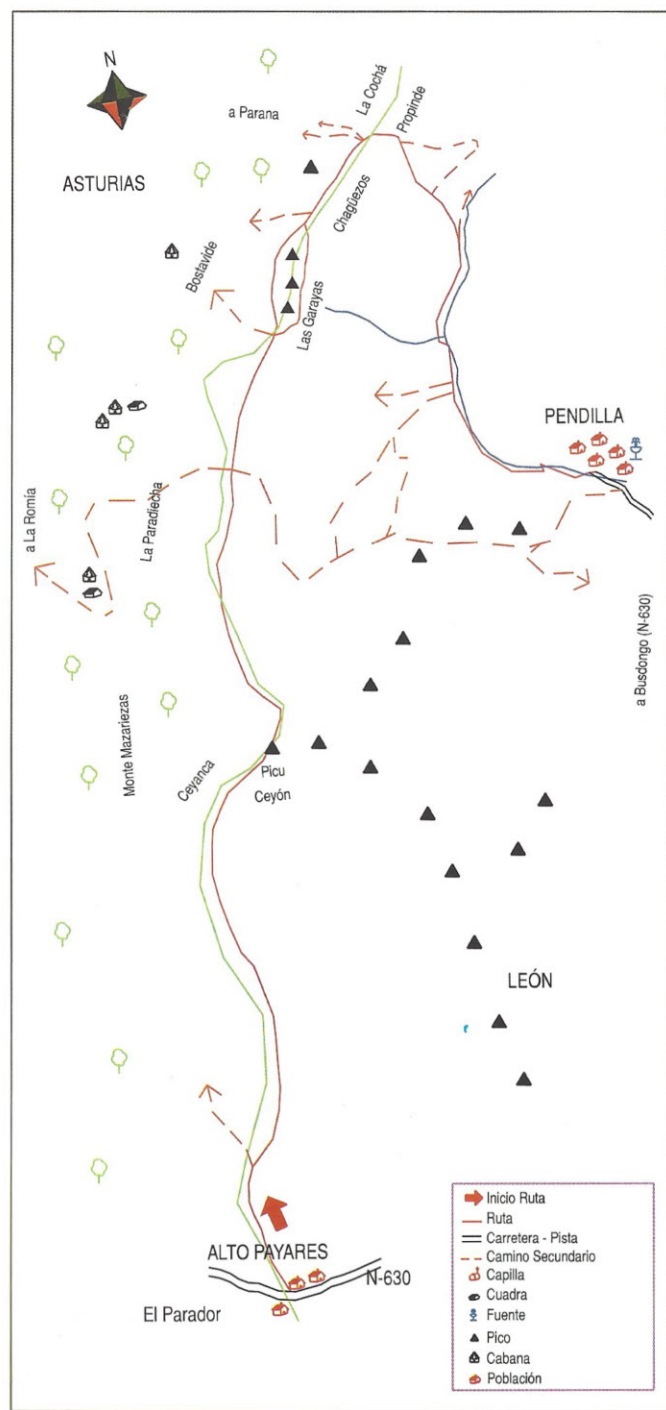 N
a Parana
ASTURIAS
La Cochá
Propinde
Chagüezos
Bostavide
Las Garayas
PENDILLA
a La Romía
La Paradiecha
a Busdongo (N-630)
Monte Mazariezas
Ceyanca
Picu
Ceyón
LEÓN
ALTO PAYARES
N-630
El Parador
Inicio Ruta
Ruta
Carretera - Pista
Camino Secundario
Capilla
Cuadra
Fuente
Pico
Cabana
Población